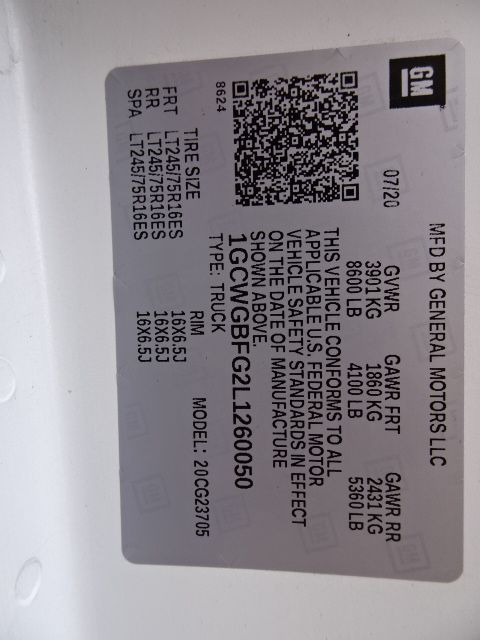 GM
MFD BY GENERAL MOTORS LLC
07/20
GVWR GAWR FRT GAWR RR
3901 KG 1860 KG 2431 KG
8600 LB 4100 LB 5360 LB
THIS VEHICLE CONFORMS TO ALL
APPLICABLE U.S. FEDERAL MOTOR
VEHICLE SAFETY STANDARDS IN EFFECT
ON THE DATE OF MANUFACTURE
SHOWN ABOVE.
1GCWGBFG2L1260050
TYPE: TRUCK
MODEL: 20CG23705
8624
TIRE SIZE RIM
FRT LT245/75R16ES 16X6.5J
RR LT245/75R16ES 16X6.5J
SPA LT245/75R16ES 16X6.5J